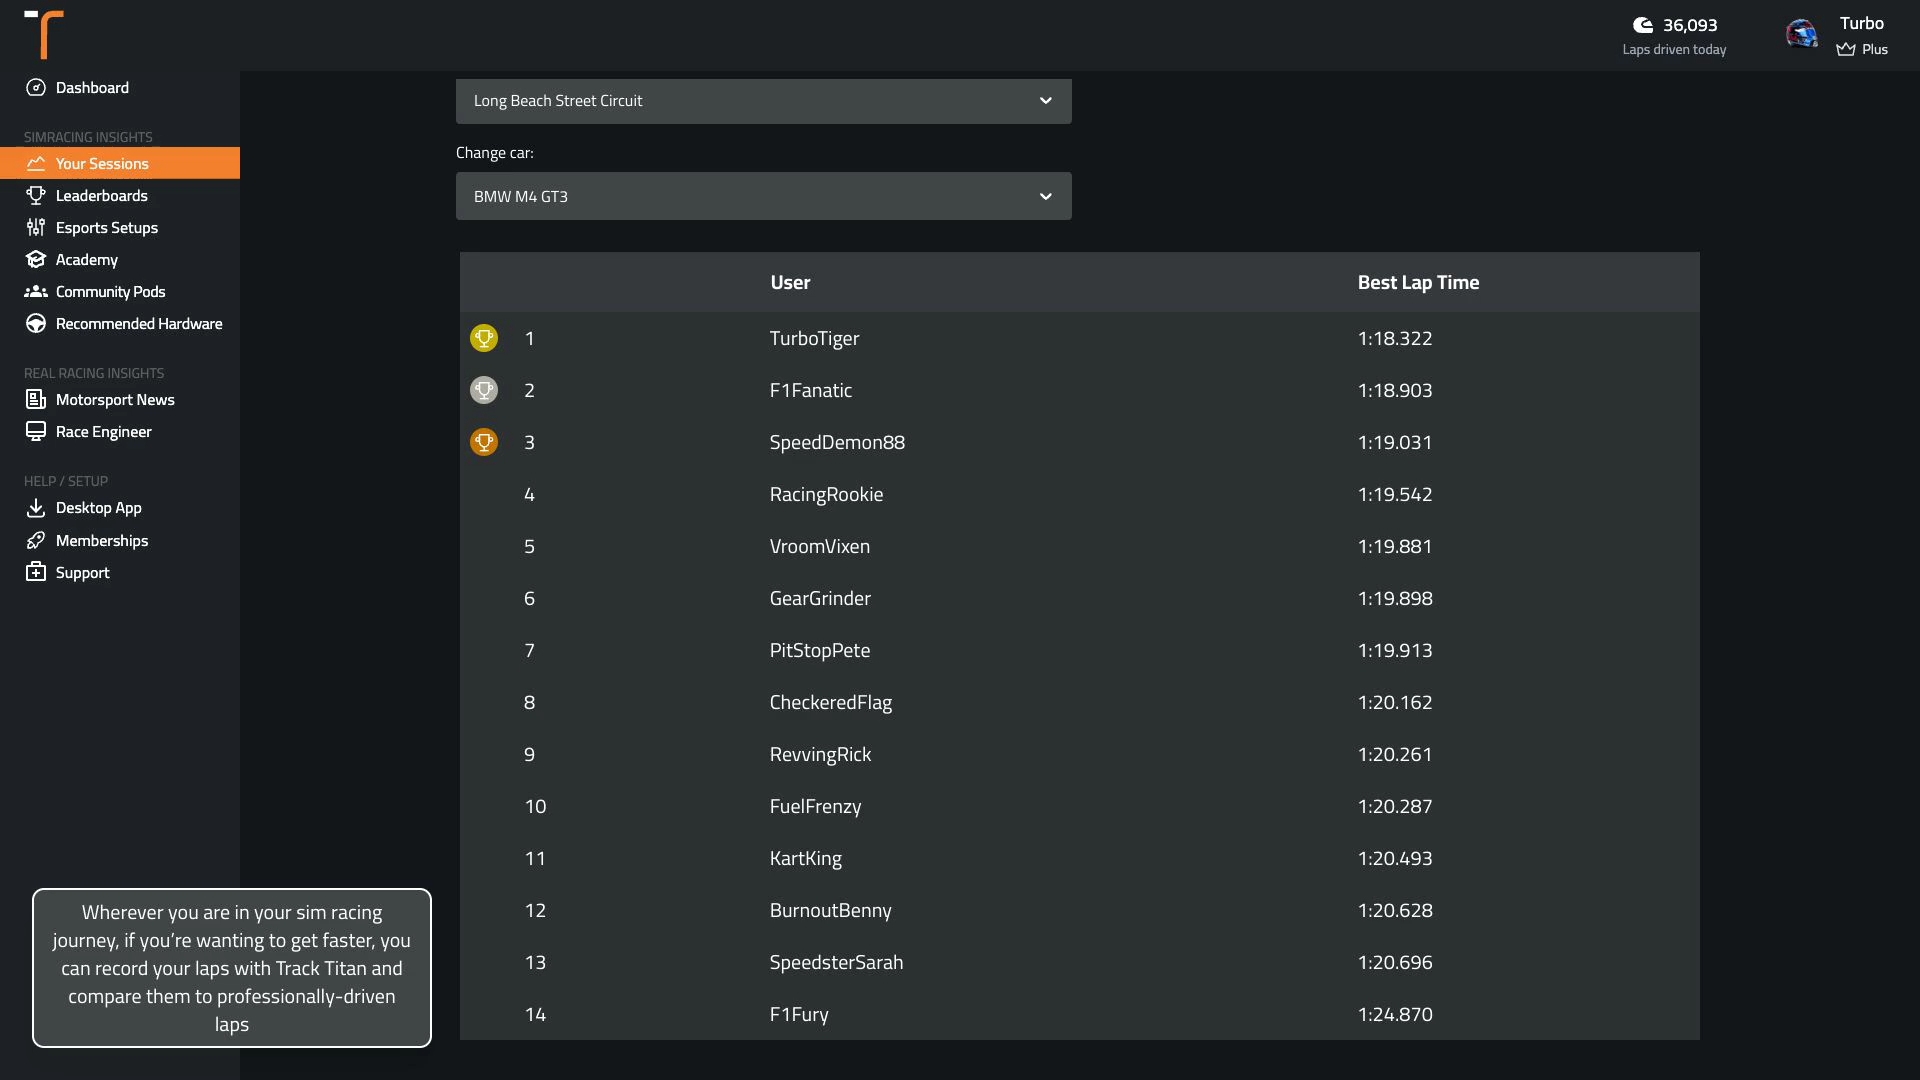 36,093
Laps driven today
Turbo
Plus
Dashboard
SIMRACING INSIGHTS
Your Sessions
Leaderboards
Esports Setups
Academy
Community Pods
Recommended Hardware
REAL RACING INSIGHTS
Motorsport News
Race Engineer
HELP / SETUP
Desktop App
Memberships
Support
Wherever you are in your sim racing
journey, if you’re wanting to get faster, you
can record your laps with Track Titan and
compare them to professionally-driven
laps
Long Beach Street Circuit
Change car:
BMW M4 GT3
User Best Lap Time
1 TurboTiger 1:18.322
2 F1Fanatic 1:18.903
3 SpeedDemon88 1:19.031
4 RacingRookie 1:19.542
5 VroomVixen 1:19.881
6 GearGrinder 1:19.898
7 PitStopPete 1:19.913
8 CheckeredFlag 1:20.162
9 RevvingRick 1:20.261
10 FuelFrenzy 1:20.287
11 KartKing 1:20.493
12 BurnoutBenny 1:20.628
13 SpeedsterSarah 1:20.696
14 F1Fury 1:24.870